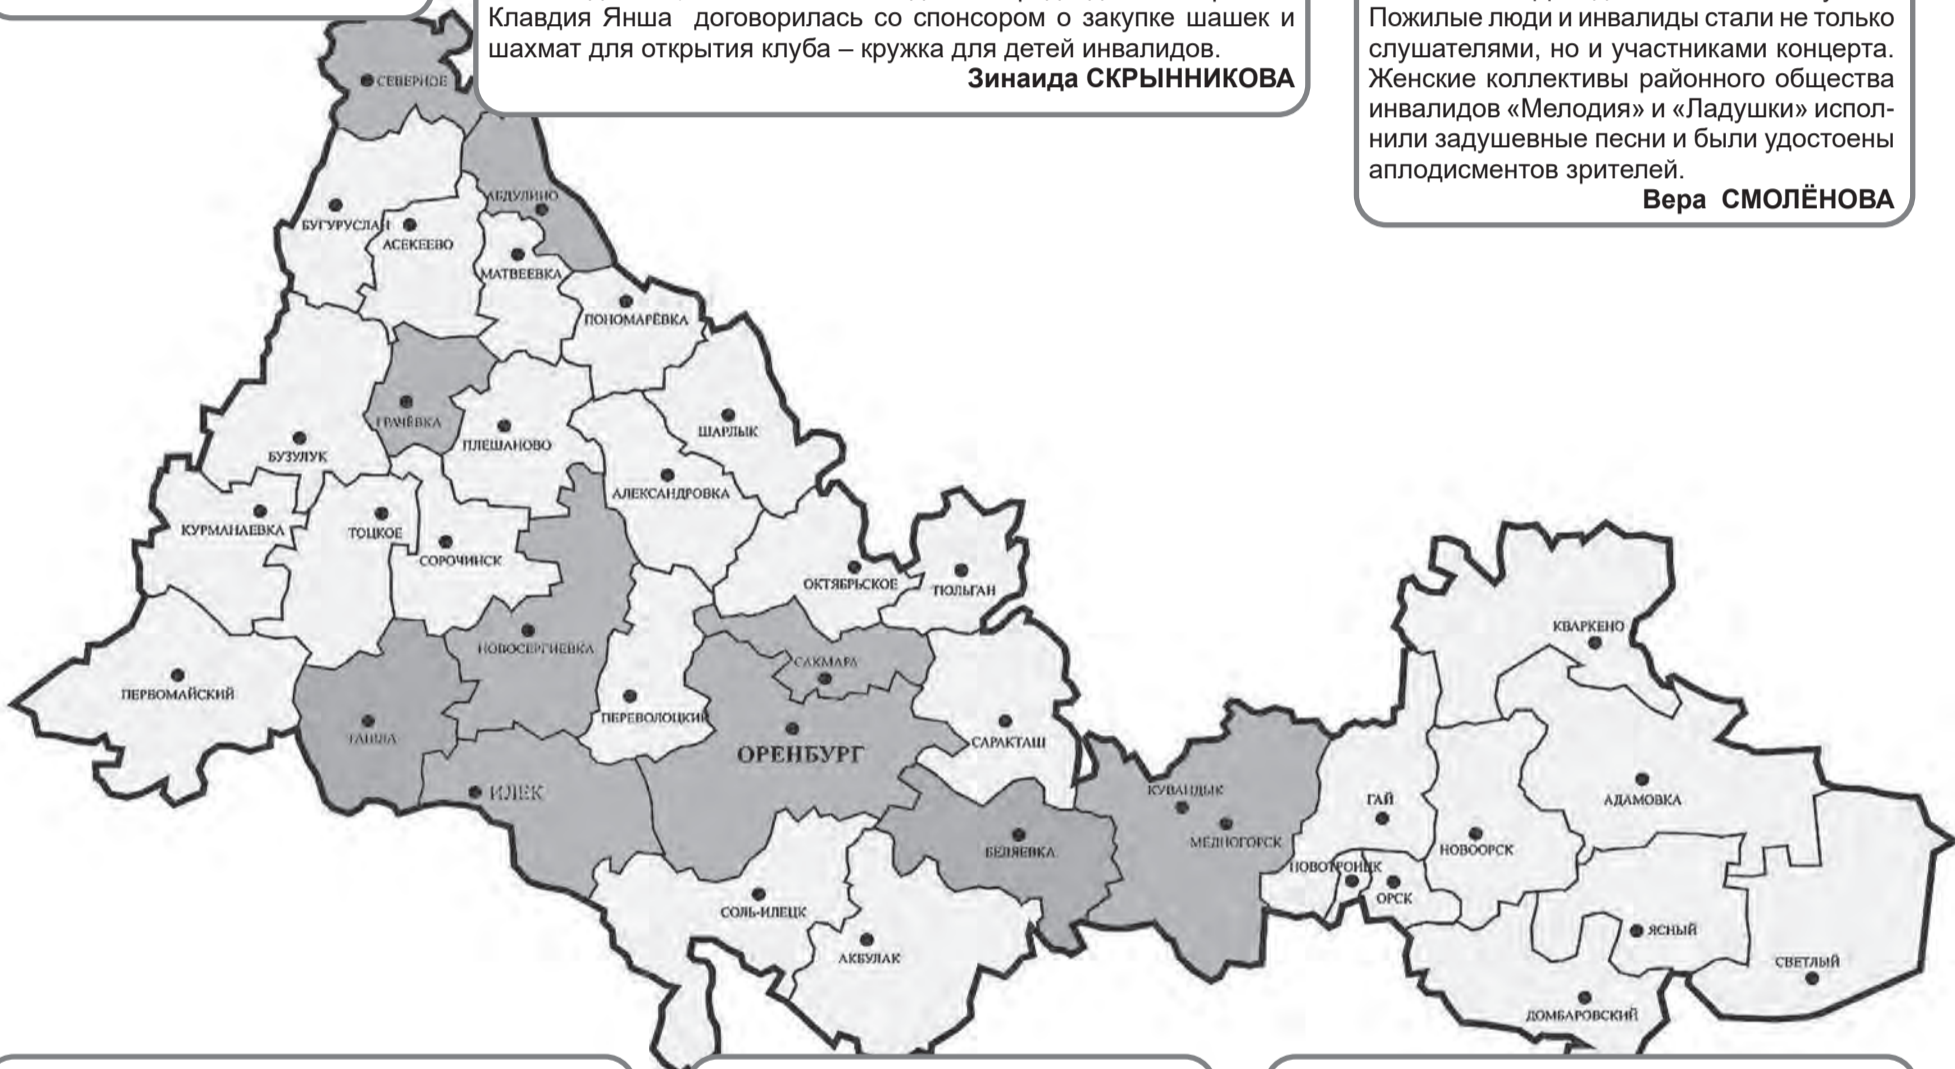 Клавдия Янша договорилась со спонсором о закупке шашек и
шахмат для открытия клуба – кружка для детей инвалидов.
Зинаида СКРЫННИКОВА
Пожилые люди и инвалиды стали не только
слушателями, но и участниками концерта.
Женские коллективы районного общества
инвалидов «Мелодия» и «Ладушки» испол-
нили задушевные песни и были удостоены
аплодисментов зрителей.
Вера СМОЛЁНОВА
СЕВЕРНОЕ
АБДУЛИНО
БУГУРУСЛАН
АСЕКЕЕВО
МАТВЕЕВКА
ПОНОМАРЁВКА
ГРАЧЁВКА
ШАРЛЫК
ПЛЕШАНОВО
БУЗУЛУК
АЛЕКСАНДРОВКА
КУРМАНАЕВКА
ТОЦКОЕ
СОРОЧИНСК
ОКТЯБРЬСКОЕ
ТЮЛЬГАН
КВАРКЕНО
НОВОСЕРГИЕВКА
САКМАРА
ПЕРВОМАЙСКИЙ
ПЕРЕВОЛОЦКИЙ
ТАШЛА
САРАКТАШ
ОРЕНБУРГ
ИЛЕК
КУВАНДЫК
ГАЙ
АДАМОВКА
МЕДНОГОРСК
БЕЛЯЕВКА
НОВООРСК
НОВОТРОИЦК
ОРСК
СОЛЬ-ИЛЕЦК
ЯСНЫЙ
АКБУЛАК
СВЕТЛЫЙ
ДОМБАРОВСКИЙ